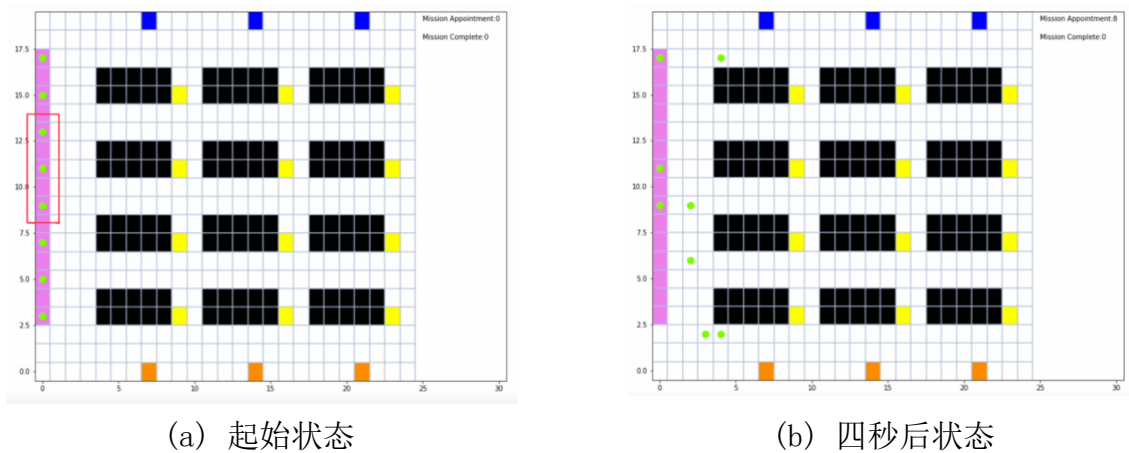 Mission Appointment:0
Mission Complete:0
17.5
15.0
12.5
10.0
7.5
5.0
2.5
0.0
0 5 10 15 20 25 30
(a) 起始状态
Mission Appointment:8
Mission Complete:0
17.5
15.0
12.5
10.0
7.5
5.0
2.5
0.0
0 5 10 15 20 25 30
(b) 四秒后状态